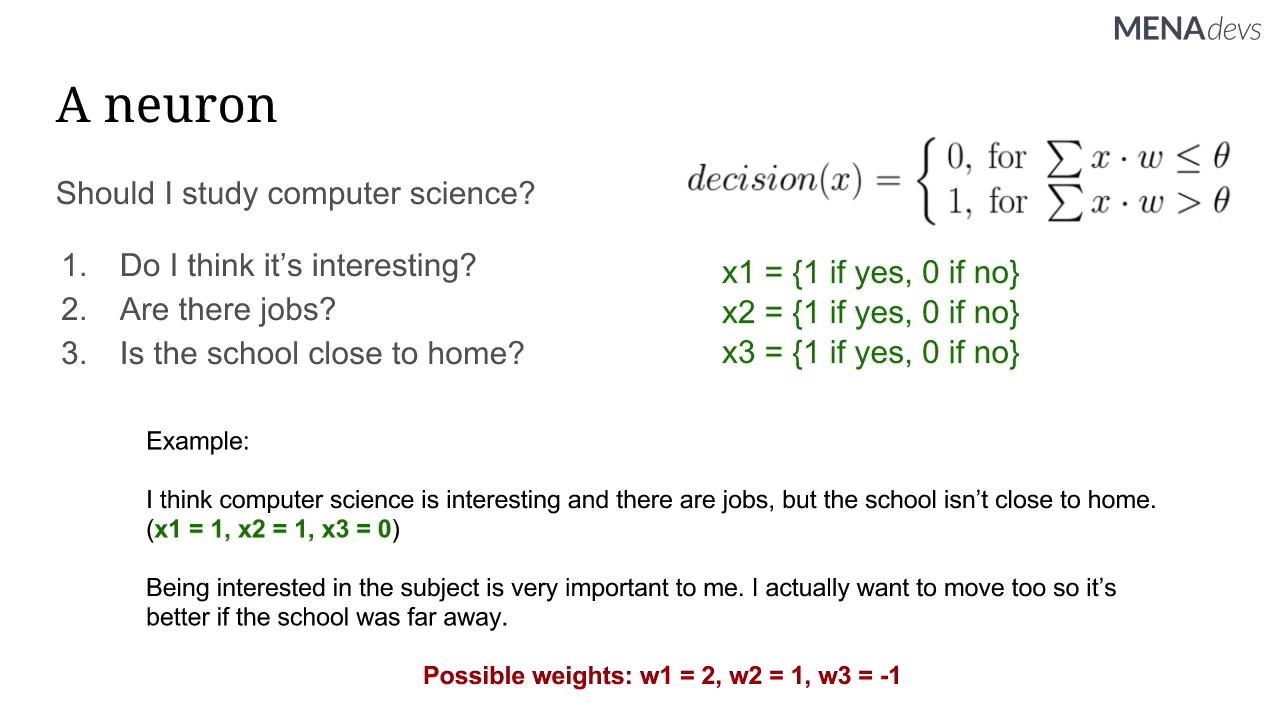 MENAdevs
A neuron
Should I study computer science?
1. Do I think it's interesting?
2. Are there jobs?
3. Is the school close to home?
decision(x) = { 0, for ∑ x · w ≤ θ
1, for ∑ x · w > θ
x1 = {1 if yes, 0 if no}
x2 = {1 if yes, 0 if no}
x3 = {1 if yes, 0 if no}
Example:
I think computer science is interesting and there are jobs, but the school isn't close to home.
(x1 = 1, x2 = 1, x3 = 0)
Being interested in the subject is very important to me. I actually want to move too so it's
better if the school was far away.
Possible weights: w1 = 2, w2 = 1, w3 = -1